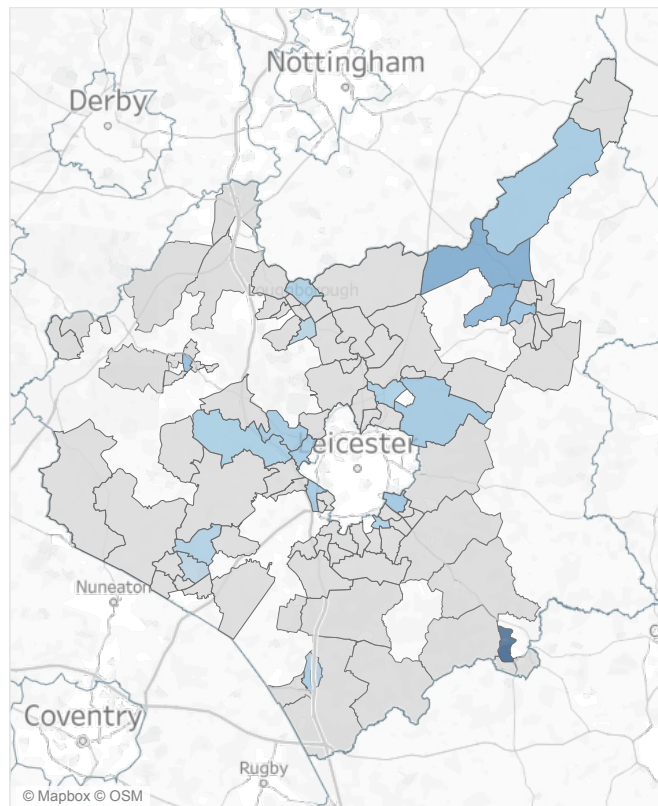 Nottingham
Derby
Loughborough
Leicester
Nuneaton
Coventry
Rugby
© Mapbox © OSM